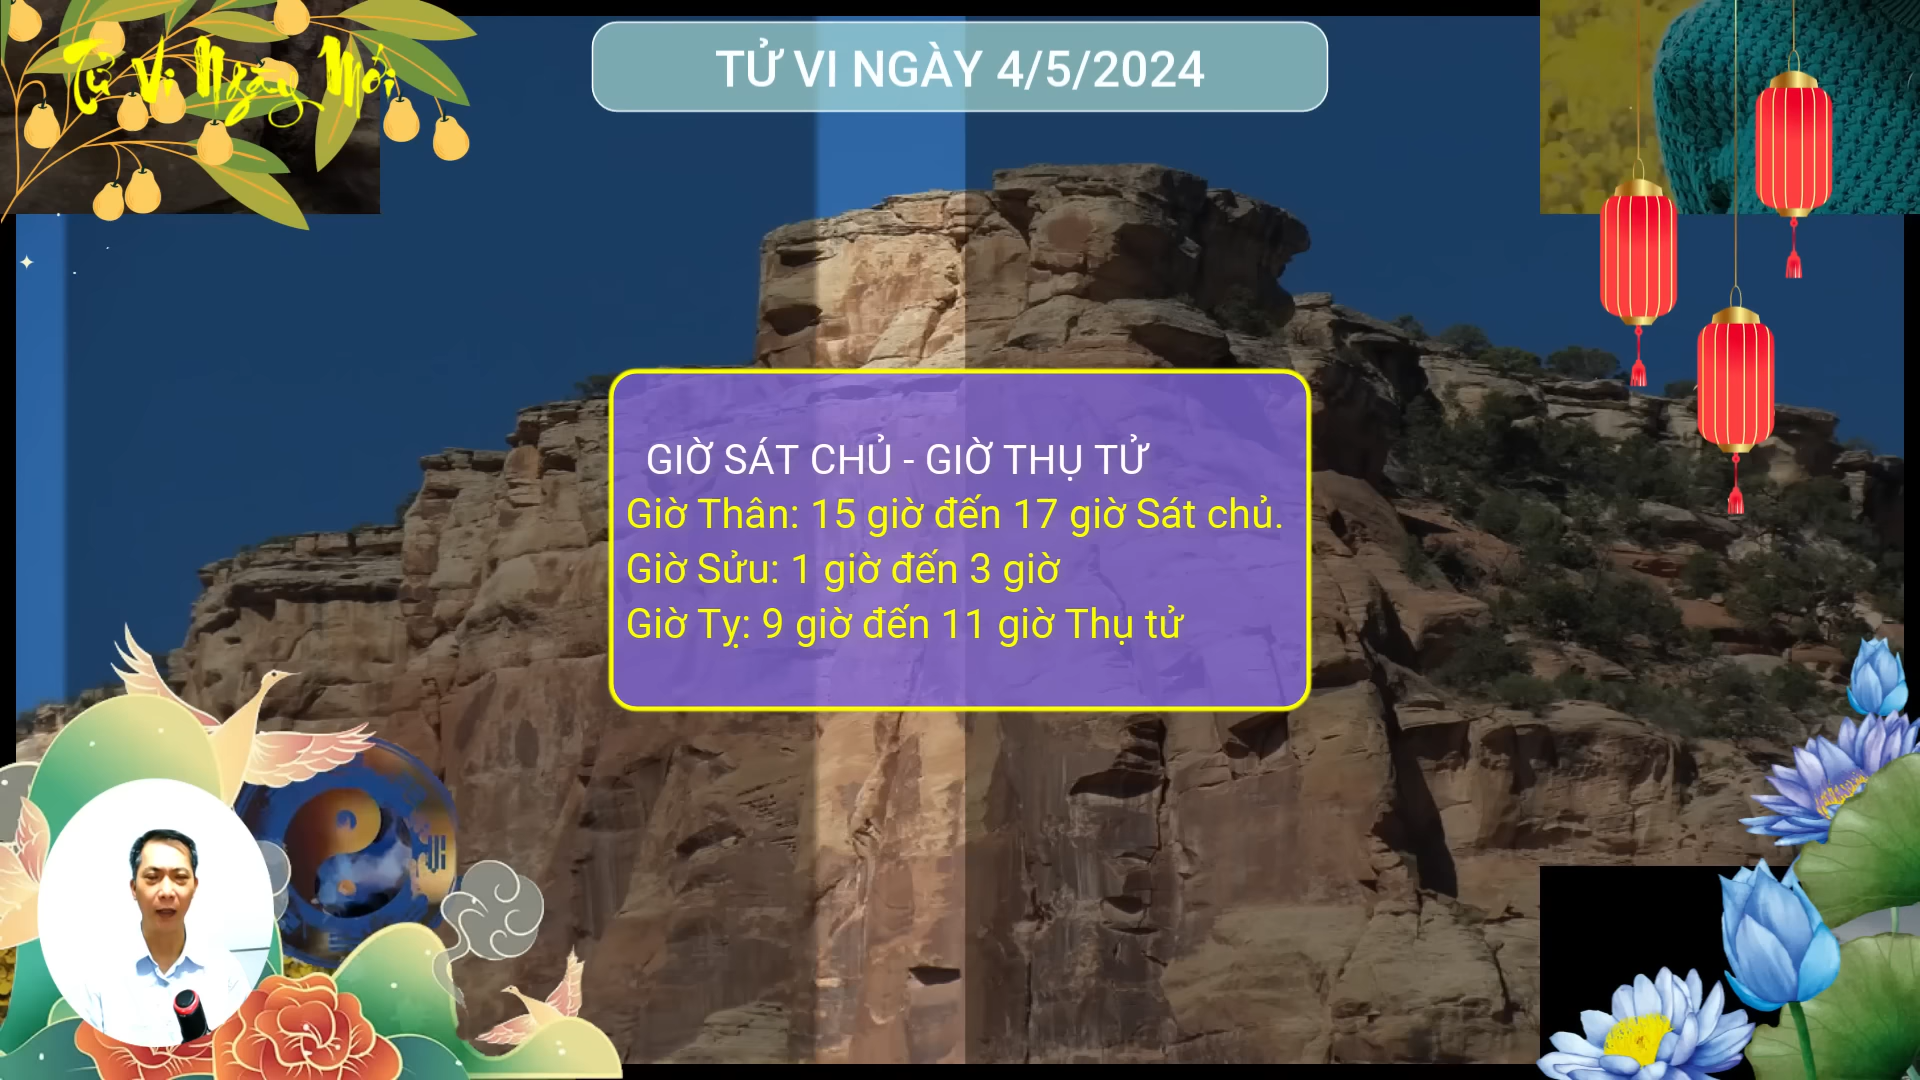 Tử Vi Ngày Mới
TỬ VI NGÀY 4/5/2024
GIỜ SÁT CHỦ - GIỜ THỤ TỬ
Giờ Thân: 15 giờ đến 17 giờ Sát chủ.
Giờ Sửu: 1 giờ đến 3 giờ
Giờ Tỵ: 9 giờ đến 11 giờ Thụ tử